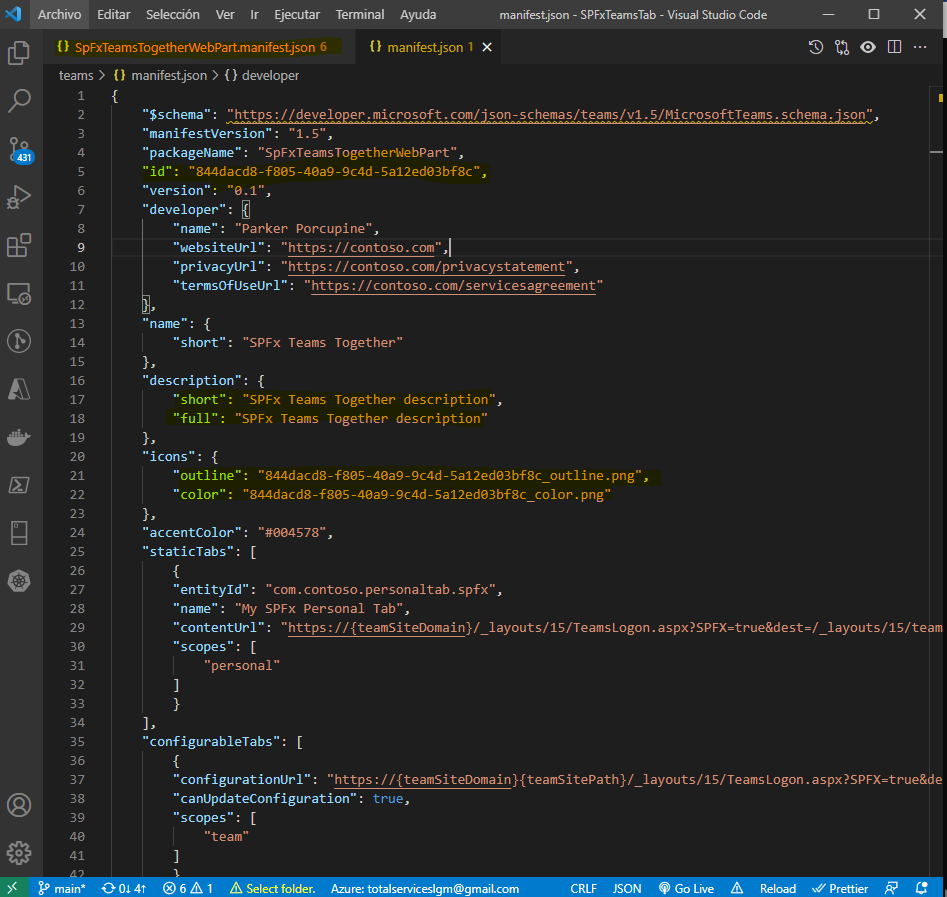 Archivo Editar Selección Ver Ir Ejecutar Terminal Ayuda manifest.json - SPFxTeamsTab - Visual Studio Code
{} SpFxTeamsTogetherWebPart.manifest.json 6 {} manifest.json 1
teams > {} manifest.json > {} developer
1 {
2 "$schema": "https://developer.microsoft.com/json-schemas/teams/v1.5/MicrosoftTeams.schema.json",
3 "manifestVersion": "1.5",
4 "packageName": "SpFxTeamsTogetherWebPart",
5 "id": "844dacd8-f805-40a9-9c4d-5a12ed03bf8c",
6 "version": "0.1",
7 "developer": {
8 "name": "Parker Porcupine",
9 "websiteUrl": "https://contoso.com",
10 "privacyUrl": "https://contoso.com/privacystatement",
11 "termsOfUseUrl": "https://contoso.com/servicesagreement"
12 },
13 "name": {
14 "short": "SPFx Teams Together"
15 },
16 "description": {
17 "short": "SPFx Teams Together description",
18 "full": "SPFx Teams Together description"
19 },
20 "icons": {
21 "outline": "844dacd8-f805-40a9-9c4d-5a12ed03bf8c_outline.png",
22 "color": "844dacd8-f805-40a9-9c4d-5a12ed03bf8c_color.png"
23 },
24 "accentColor": "#004578",
25 "staticTabs": [
26 {
27 "entityId": "com.contoso.personaltab.spfx",
28 "name": "My SPFx Personal Tab",
29 "contentUrl": "https://{teamSiteDomain}/_layouts/15/TeamsLogon.aspx?SPFX=true&dest=/_layouts/15/team
30 "scopes": [
31 "personal"
32 ]
33 }
34 ],
35 "configurableTabs": [
36 {
37 "configurationUrl": "https://{teamSiteDomain}{teamSitePath}/_layouts/15/TeamsLogon.aspx?SPFX=true&de
38 "canUpdateConfiguration": true,
39 "scopes": [
40 "team"
41 ]
42 }
431
main* 0↓ 4↑ 6 1 Select folder. Azure: totalserviceslgm@gmail.com CRLF JSON Go Live Reload Prettier